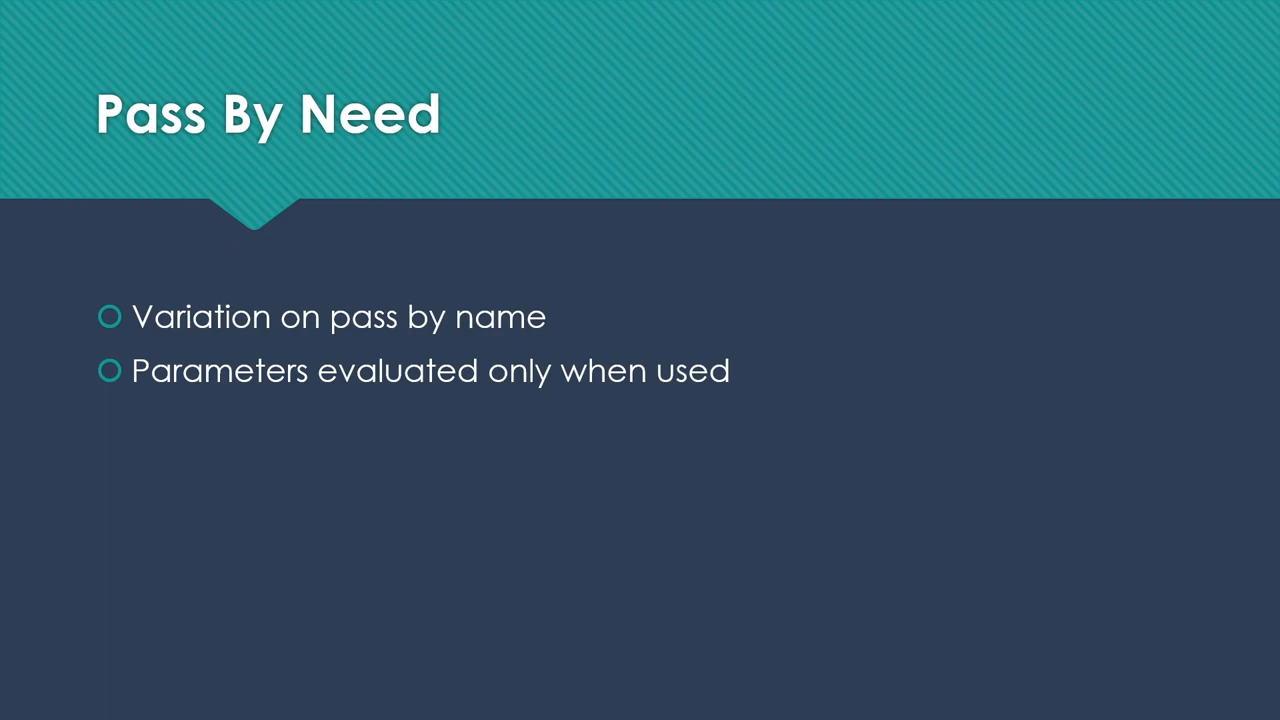 Pass By Need
Variation on pass by name
Parameters evaluated only when used